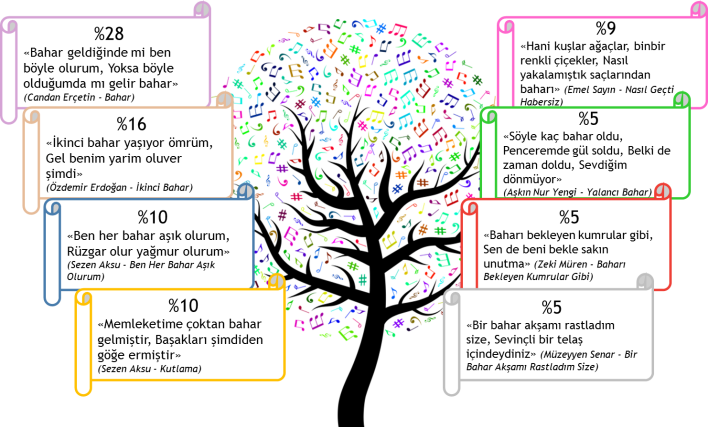 %28
«Bahar geldiğinde mi ben
böyle olurum, Yoksa böyle
olduğumda mı gelir bahar»
(Candan Erçetin - Bahar)
%16
«İkinci bahar yaşıyor ömrüm,
Gel benim yarim oluver
şimdi»
(Özdemir Erdoğan - İkinci Bahar)
%10
«Ben her bahar aşık olurum,
Rüzgar olur yağmur olurum»
(Sezen Aksu - Ben Her Bahar Aşık
Olurum)
%10
«Memleketime çoktan bahar
gelmiştir, Başakları şimdiden
göğe ermiştir»
(Sezen Aksu - Kutlama)
%9
«Hani kuşlar ağaçlar, binbir
renkli çiçekler, Nasıl
yakalamıştık saçlarından
baharı» (Emel Sayın - Nasıl Geçti
Habersiz)
%5
«Söyle kaç bahar oldu,
Penceremde gül soldu, Belki de
zaman doldu, Sevdiğim
dönmüyor»
(Aşkın Nur Yengi - Yalancı Bahar)
%5
«Baharı bekleyen kumrular gibi,
Sen de beni bekle sakın
unutma» (Zeki Müren - Baharı
Bekleyen Kumrular Gibi)
%5
«Bir bahar akşamı rastladım
size, Sevinçli bir telaş
içindeydiniz» (Müzeyyen Senar - Bir
Bahar Akşamı Rastladım Size)